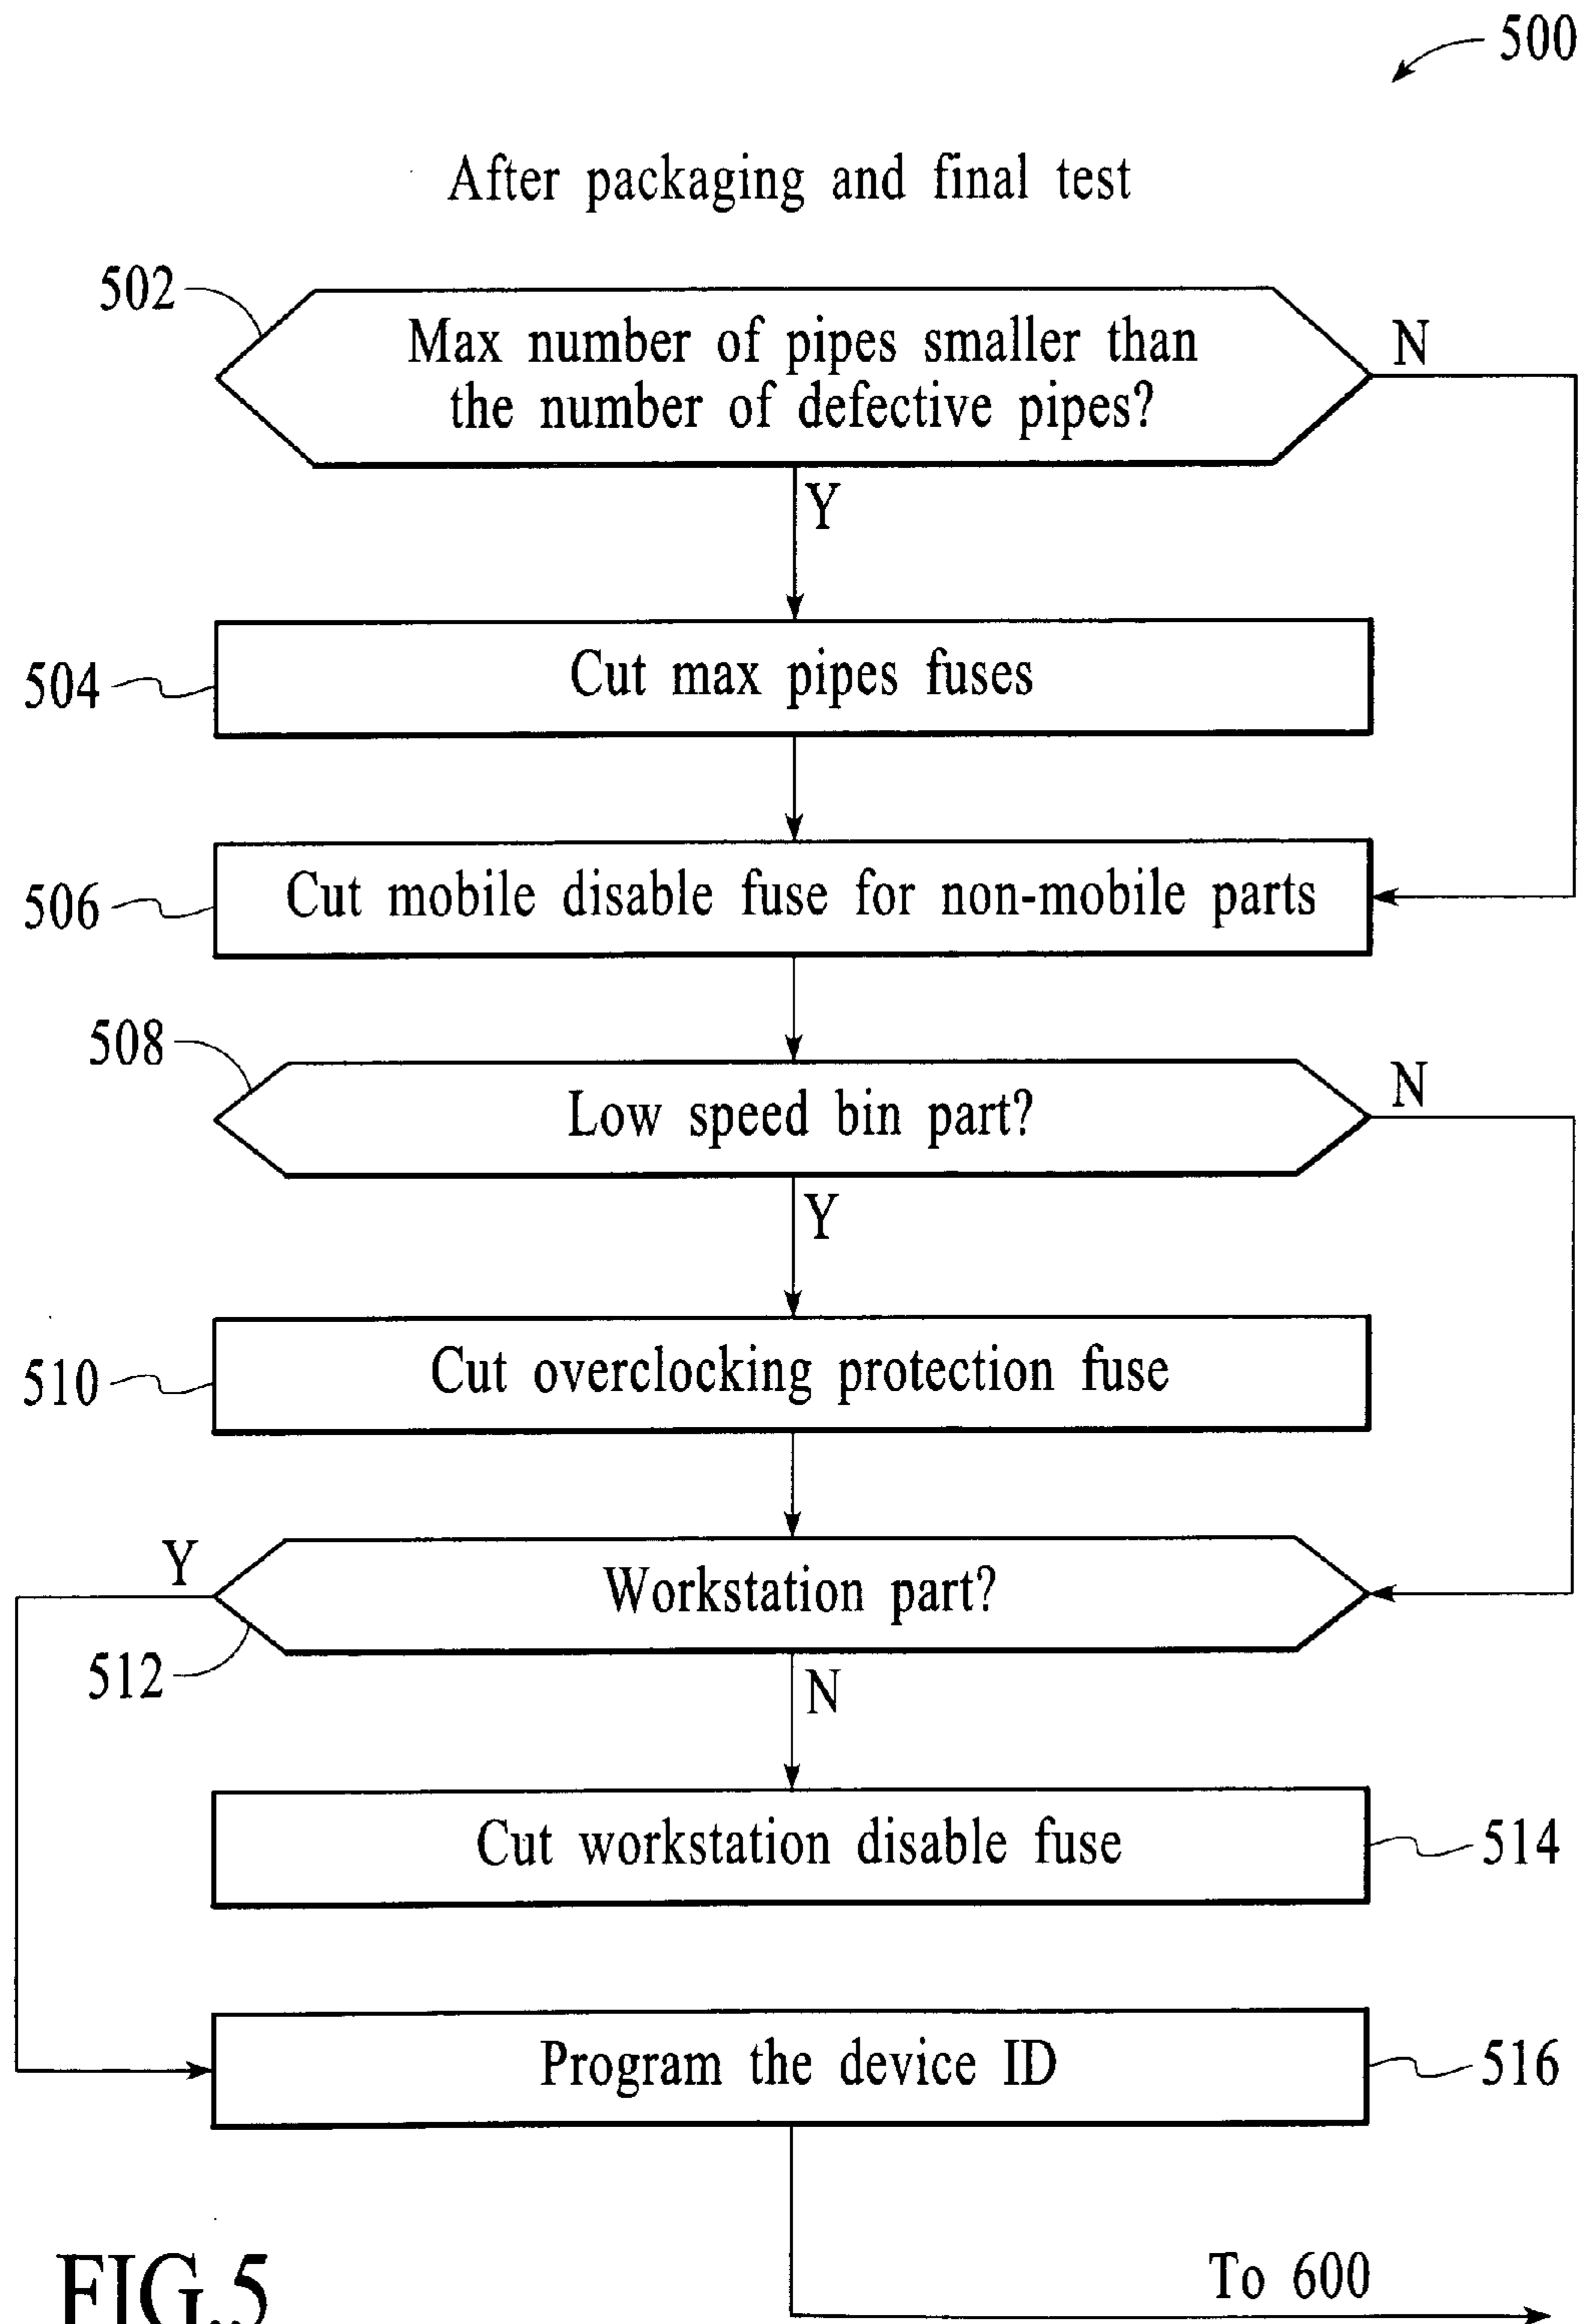 500
After packaging and final test
502
Max number of pipes smaller than
the number of defective pipes?
N
Y
504
Cut max pipes fuses
506
Cut mobile disable fuse for non-mobile parts
508
Low speed bin part?
N
Y
510
Cut overclocking protection fuse
Y
Workstation part?
512
N
Cut workstation disable fuse
514
Program the device ID
516
FIG.5
To 600